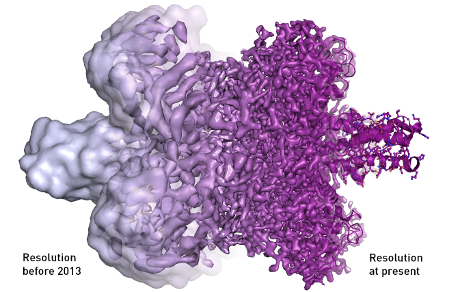 Resolution
before 2013
Resolution
at present